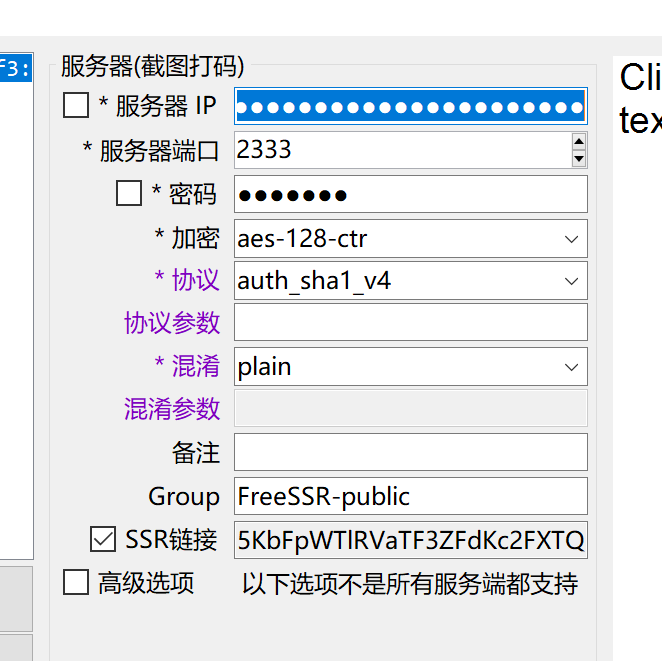 f3:
服务器(截图打码)
* 服务器 IP
* 服务器端口 2333
* 密码
* 加密 aes-128-ctr
* 协议 auth_sha1_v4
协议参数
* 混淆 plain
混淆参数
备注
Group FreeSSR-public
SSR链接 5KbFpWTlRVaTF3ZFdKc2FXTQ
高级选项 以下选项不是所有服务端都支持
Cli
tex